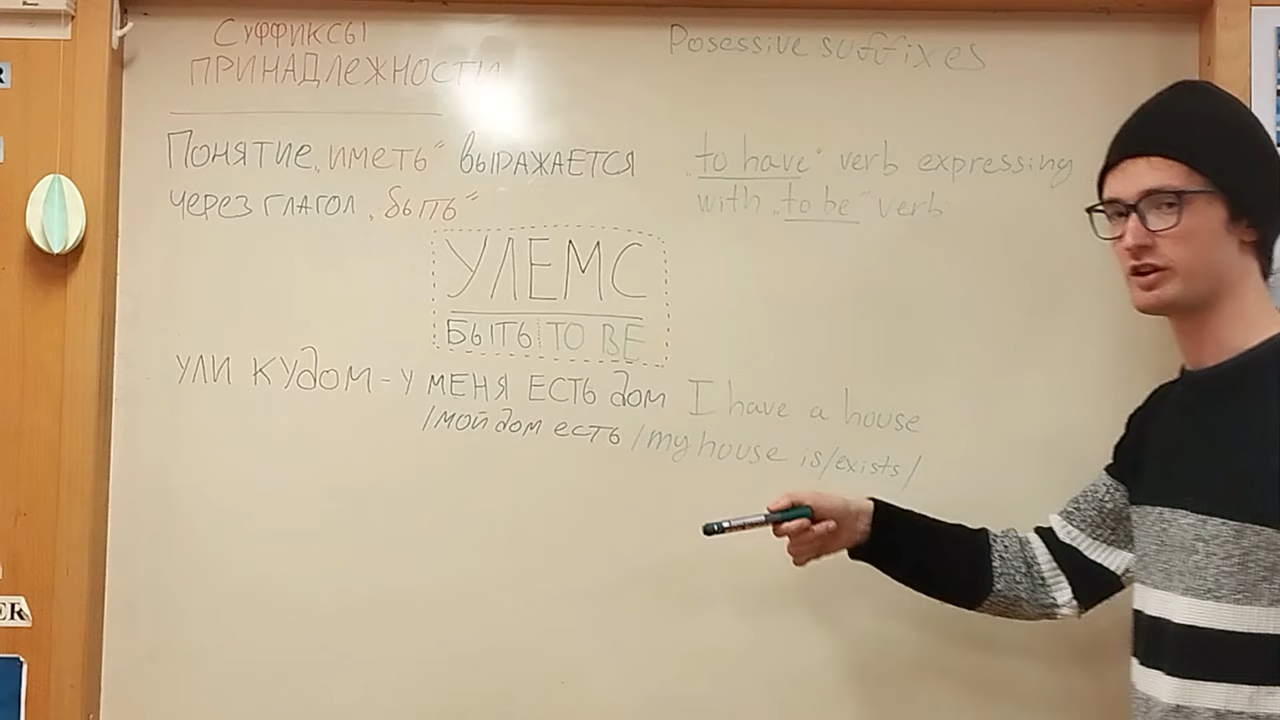 СУФФИКСЫ
ПРИНАДЛЕЖНОСТИ
Posessive suffixes
ПОНЯТИЕ „ИМЕТЬ“ ВЫРАЖАЕТСЯ
ЧЕРЕЗ ГЛАГОЛ „БЫТЬ“
„to have“ verb expressing
with „to be“ verb
УЛЕМС
БЫТЬ TO BE
УЛИ КУДОМ - У МЕНЯ ЕСТЬ ДОМ I have a house
/МОЙ ДОМ ЕСТЬ /my house is/exists/